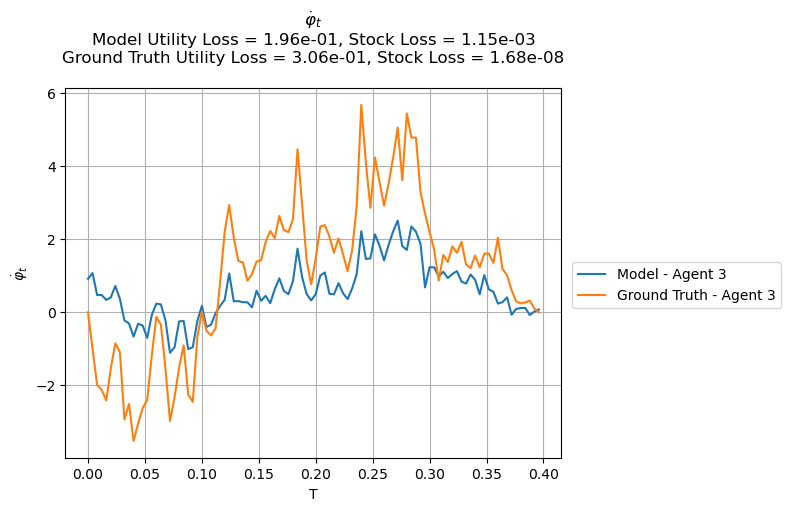 φ̇ₜ
Model Utility Loss = 1.96e-01, Stock Loss = 1.15e-03
Ground Truth Utility Loss = 3.06e-01, Stock Loss = 1.68e-08
6
4
2
0
−2
φ̇ₜ
0.00 0.05 0.10 0.15 0.20 0.25 0.30 0.35 0.40
T
Model - Agent 3
Ground Truth - Agent 3